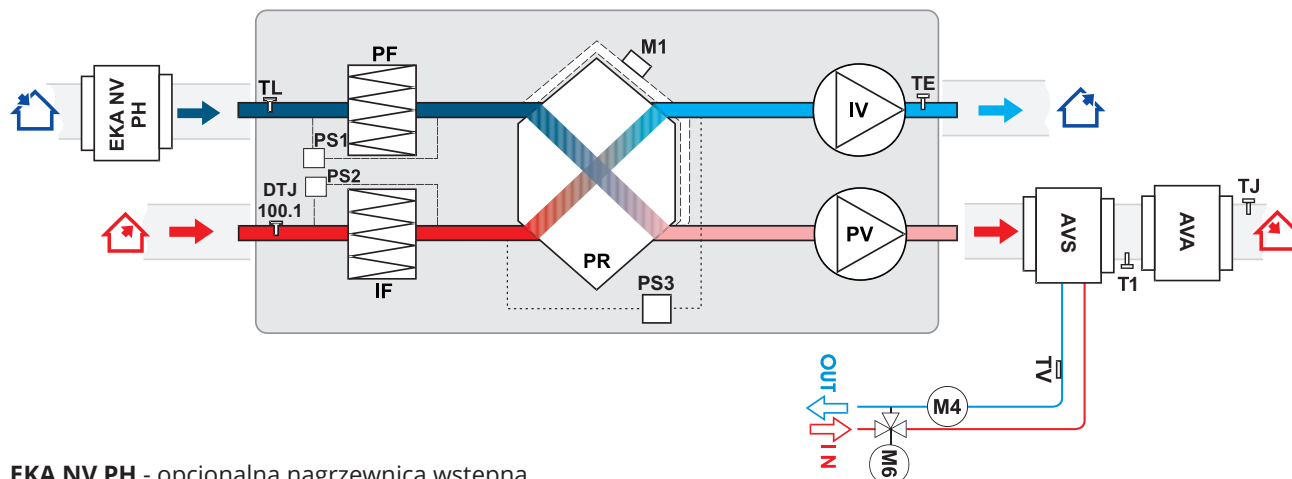 EKA NV
PH
TL
PF
M1
TE
IV
PS1
PS2
DTJ
100.1
IF
PR
PS3
PV
AVS
T1
AVA
TJ
TV
OUT
IN
M4
M6
EKA NV PH - opcjonalna nagrzewnica wstępna